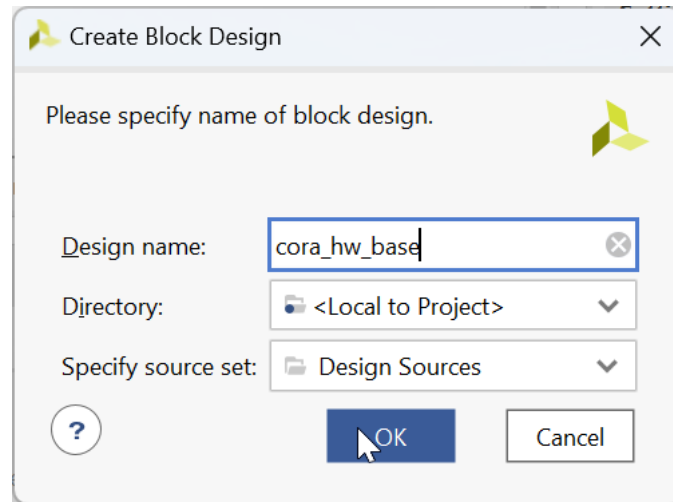 Create Block Design
Please specify name of block design.
Design name: cora_hw_base
Directory: <Local to Project>
Specify source set: Design Sources
? OK Cancel